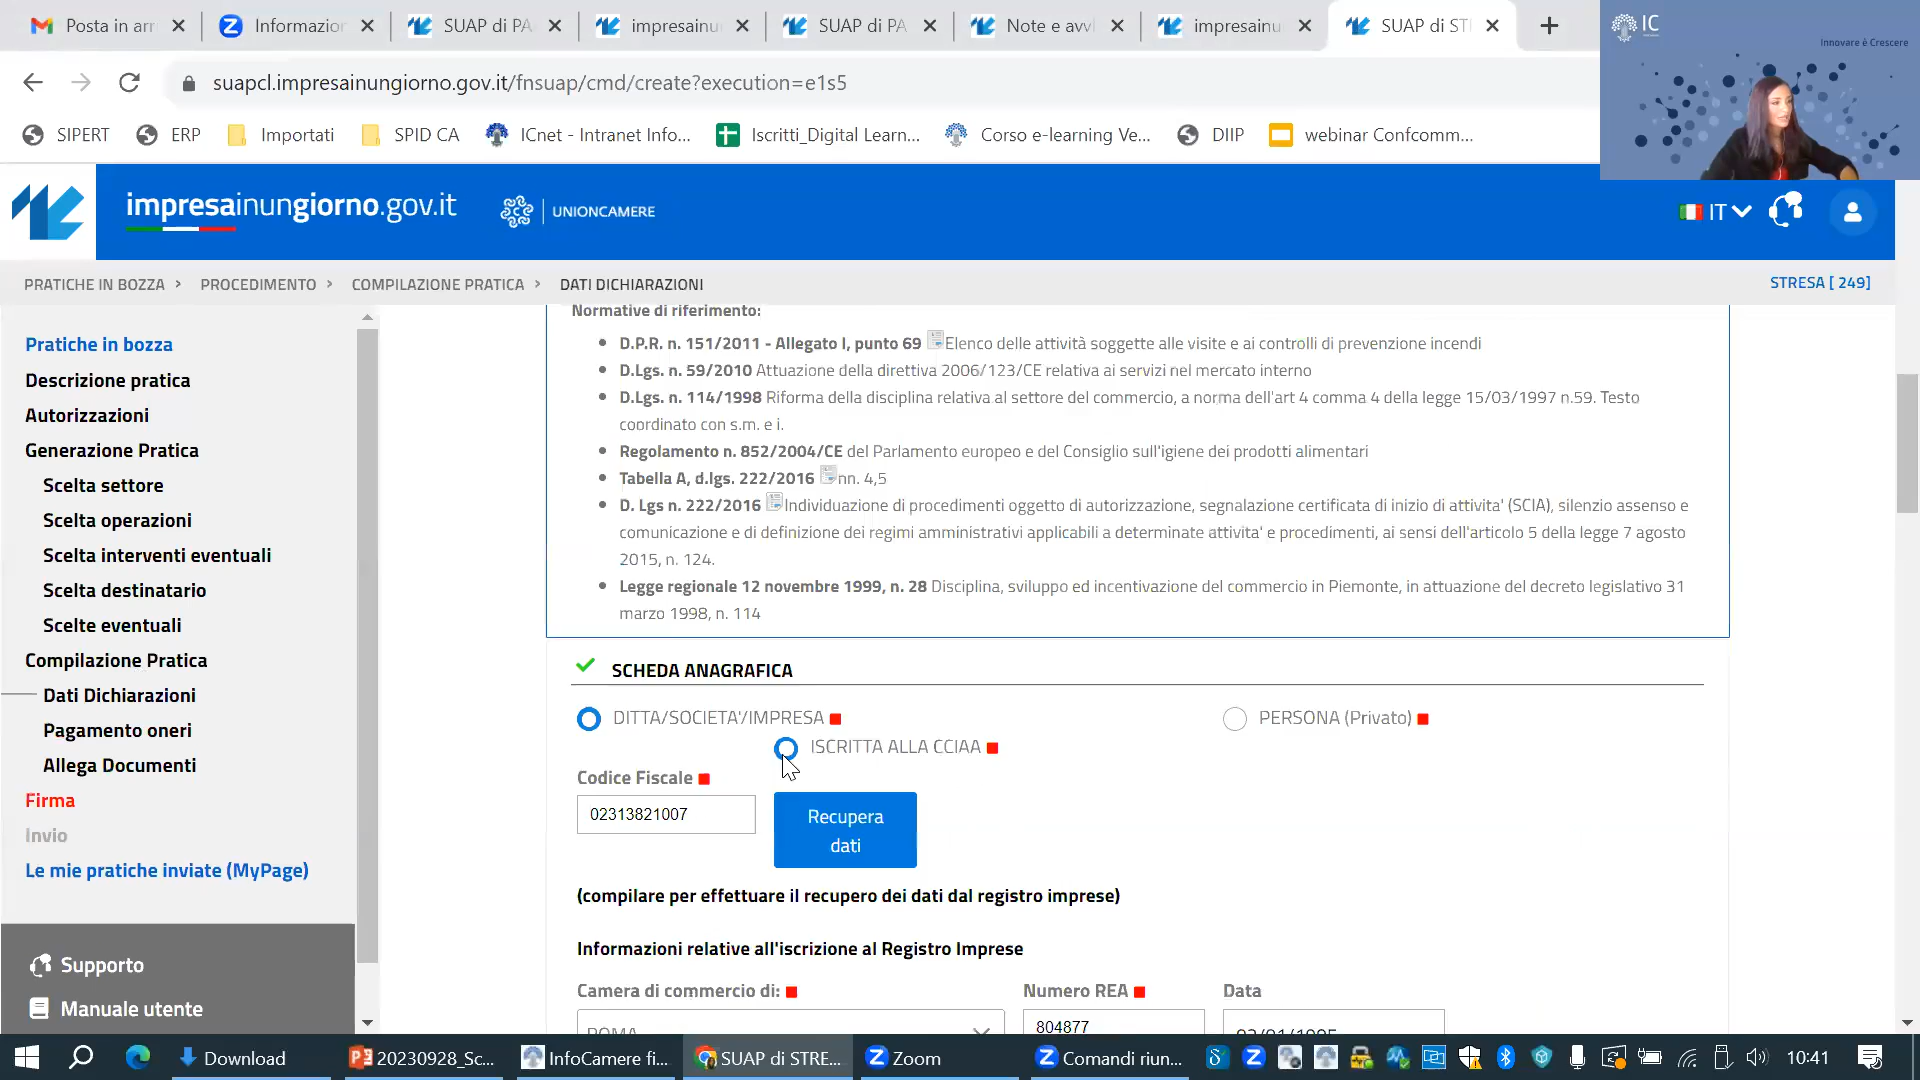 Posta in arr
Informazion
SUAP di PA
impresainu
SUAP di PA
Note e avv
impresainu
SUAP di ST
suapcl.impresainungiorno.gov.it/fnsuap/cmd/create?execution=e1s5
SIPERT
ERP
Importati
SPID CA
ICnet - Intranet Info...
Iscritti_Digital Learn...
Corso e-learning Ve...
DIIP
webinar Confcomm...
IC
Innovare è Crescere
impresainungiorno.gov.it
UNIONCAMERE
IT
PRATICHE IN BOZZA > PROCEDIMENTO > COMPILAZIONE PRATICA > DATI DICHIARAZIONI
STRESA [ 249]
Pratiche in bozza
Descrizione pratica
Autorizzazioni
Generazione Pratica
Scelta settore
Scelta operazioni
Scelta interventi eventuali
Scelta destinatario
Scelte eventuali
Compilazione Pratica
Dati Dichiarazioni
Pagamento oneri
Allega Documenti
Firma
Invio
Le mie pratiche inviate (MyPage)
Supporto
Manuale utente
Normative di riferimento:
D.P.R. n. 151/2011 - Allegato I, punto 69 Elenco delle attività soggette alle visite e ai controlli di prevenzione incendi
D.Lgs. n. 59/2010 Attuazione della direttiva 2006/123/CE relativa ai servizi nel mercato interno
D.Lgs. n. 114/1998 Riforma della disciplina relativa al settore del commercio, a norma dell'art 4 comma 4 della legge 15/03/1997 n.59. Testo
coordinato con s.m. e i.
Regolamento n. 852/2004/CE del Parlamento europeo e del Consiglio sull'igiene dei prodotti alimentari
Tabella A, d.lgs. 222/2016 nn. 4,5
D. Lgs n. 222/2016 Individuazione di procedimenti oggetto di autorizzazione, segnalazione certificata di inizio di attivita' (SCIA), silenzio assenso e
comunicazione e di definizione dei regimi amministrativi applicabili a determinate attivita' e procedimenti, ai sensi dell'articolo 5 della legge 7 agosto
2015, n. 124.
Legge regionale 12 novembre 1999, n. 28 Disciplina, sviluppo ed incentivazione del commercio in Piemonte, in attuazione del decreto legislativo 31
marzo 1998, n. 114
SCHEDA ANAGRAFICA
DITTA/SOCIETA'/IMPRESA
PERSONA (Privato)
ISCRITTA ALLA CCIAA
Codice Fiscale
02313821007
Recupera
dati
(compilare per effettuare il recupero dei dati dal registro imprese)
Informazioni relative all'iscrizione al Registro Imprese
Camera di commercio di:
Numero REA
Data
ROMA
804877
Download
20230928_Sc...
InfoCamere fi...
SUAP di STRE...
Zoom
Comandi riun...
10:41